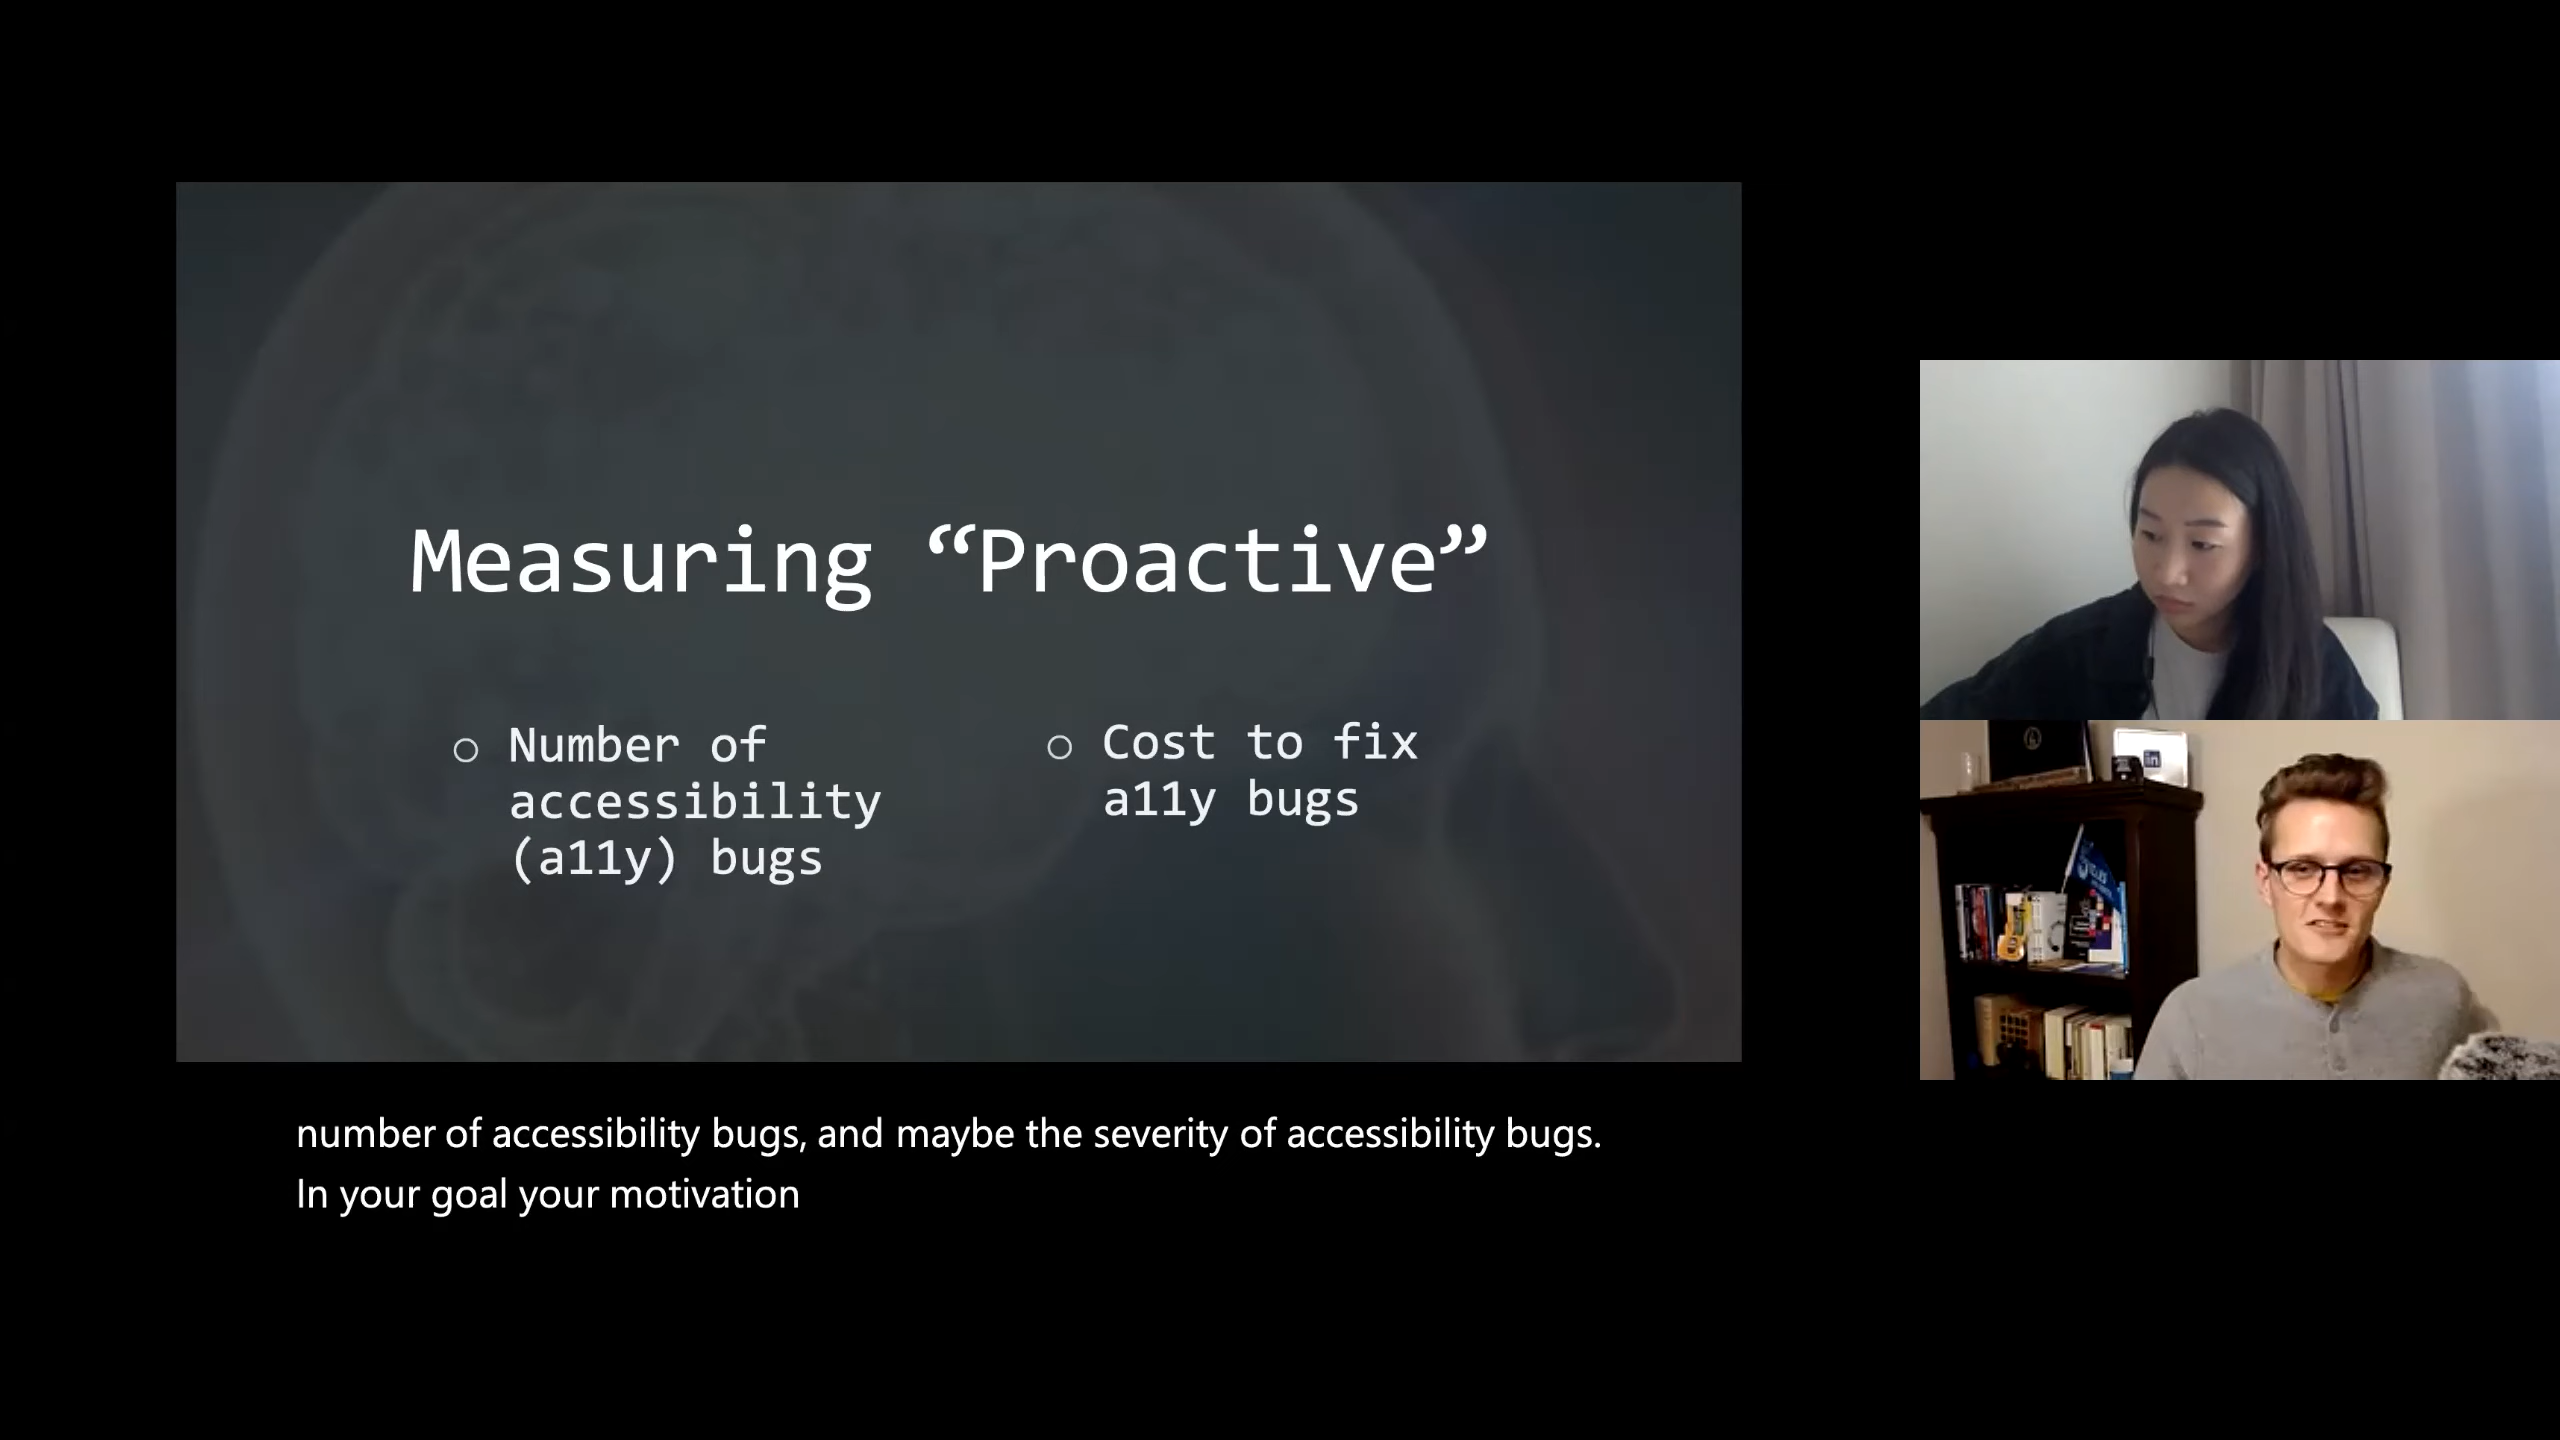 Measuring “Proactive”
○ Number of
accessibility
(a11y) bugs
○ Cost to fix
a11y bugs
in
number of accessibility bugs, and maybe the severity of accessibility bugs.
In your goal your motivation